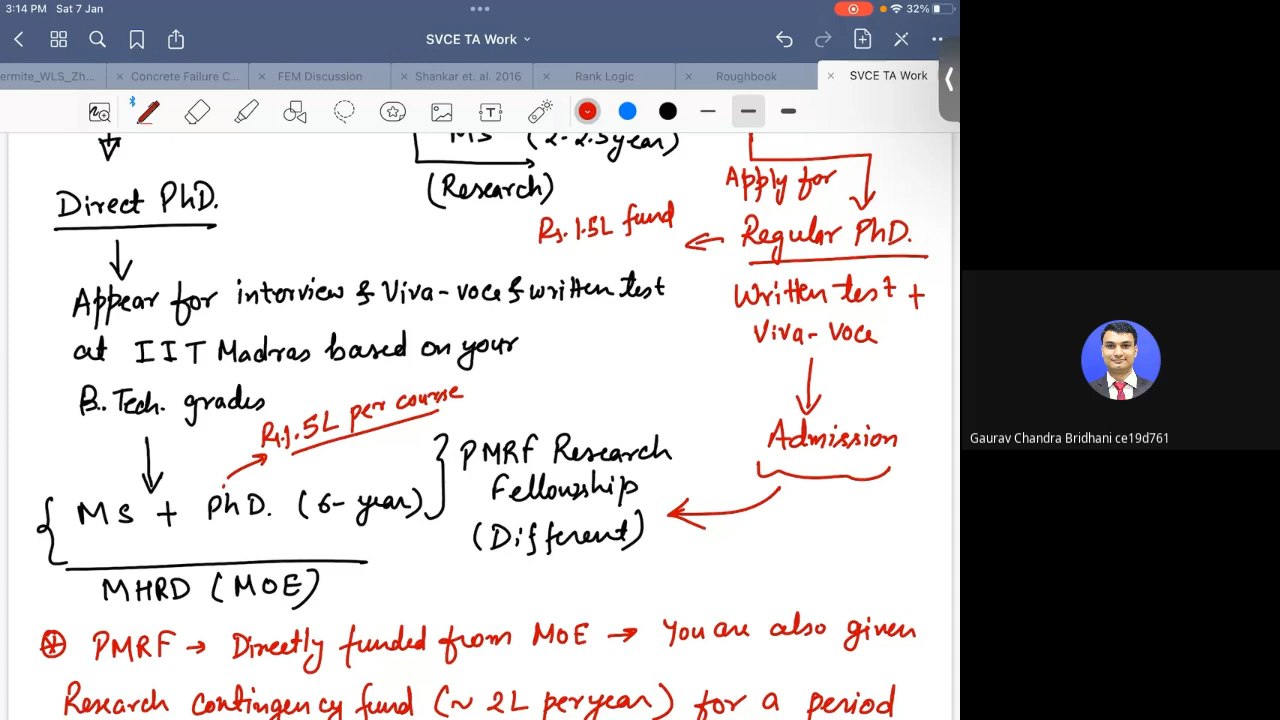 3:14 PM Sat 7 Jan
32%
SVCE TA Work
ermite_WLS_Zh...
Concrete Failure C...
FEM Discussion
Shankar et. al. 2016
Rank Logic
Roughbook
SVCE TA Work
MS (2-2.5year)
(Research)
Direct PhD.
Appear for interview & Viva-voce & written test
at IIT Madras based on your
B.Tech. grades
Rs.1.5L per course
MS + PhD. (6-year)
MHRD (MOE)
PMRF Research
Fellowship
(Different)
Apply for
Regular PhD.
Rs.1.5L fund
Written test +
Viva-Voce
Admission
PMRF → Directly funded from MOE → You are also given
Research contingency fund (~ 2L per year) for a period
Gaurav Chandra Bridhani ce19d761